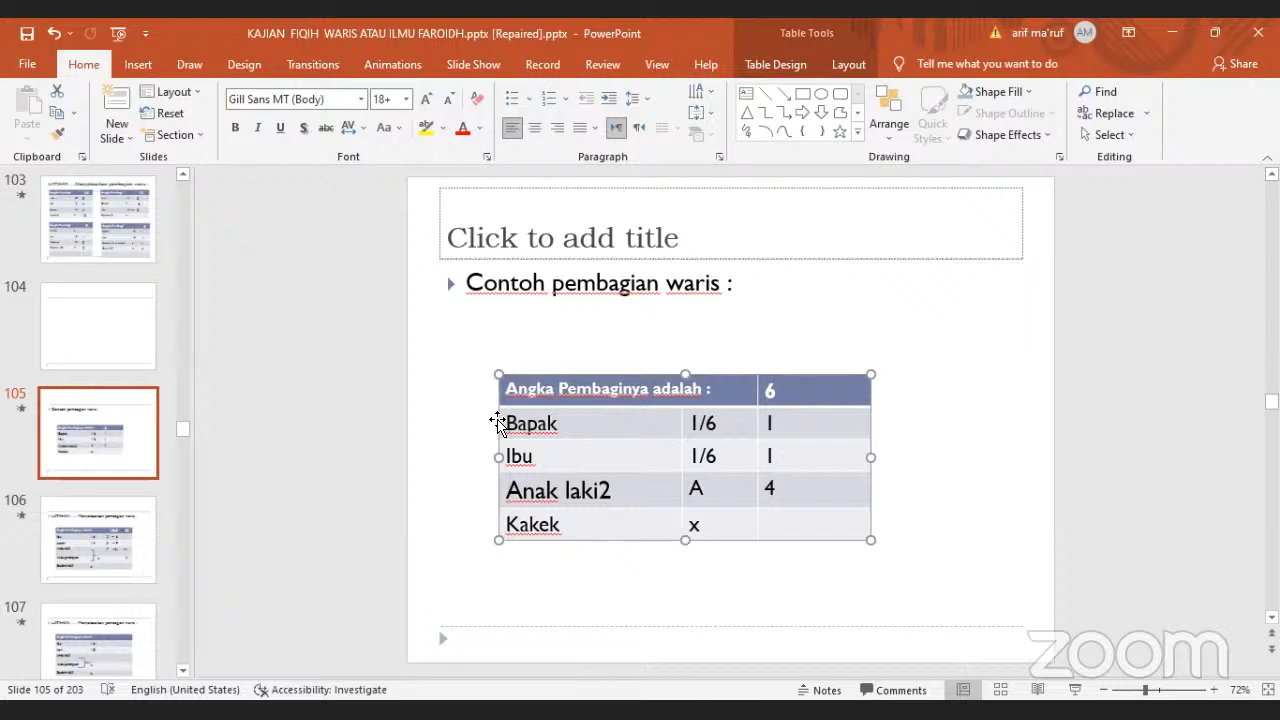 KAJIAN FIQIH WARIS ATAU ILMU FAROIDH.pptx [Repaired].pptx - PowerPoint
Table Tools
arif ma'ruf
AM
File
Home
Insert
Draw
Design
Transitions
Animations
Slide Show
Record
Review
View
Help
Table Design
Layout
Tell me what you want to do
Share
Paste
Clipboard
New
Slide
Layout
Reset
Section
Slides
Gill Sans MT (Body)
18+
B
I
U
S
abc
AV
Aa
A
Font
Paragraph
Arrange
Quick
Styles
Shape Fill
Shape Outline
Shape Effects
Drawing
Find
Replace
Select
Editing
103
104
105
106
107
Click to add title
Contoh pembagian waris :
Angka Pembaginya adalah : 6
Bapak 1/6 1
Ibu 1/6 1
Anak laki2 A 4
Kakek x
zoom
Slide 105 of 203
English (United States)
Accessibility: Investigate
Notes
Comments
72%